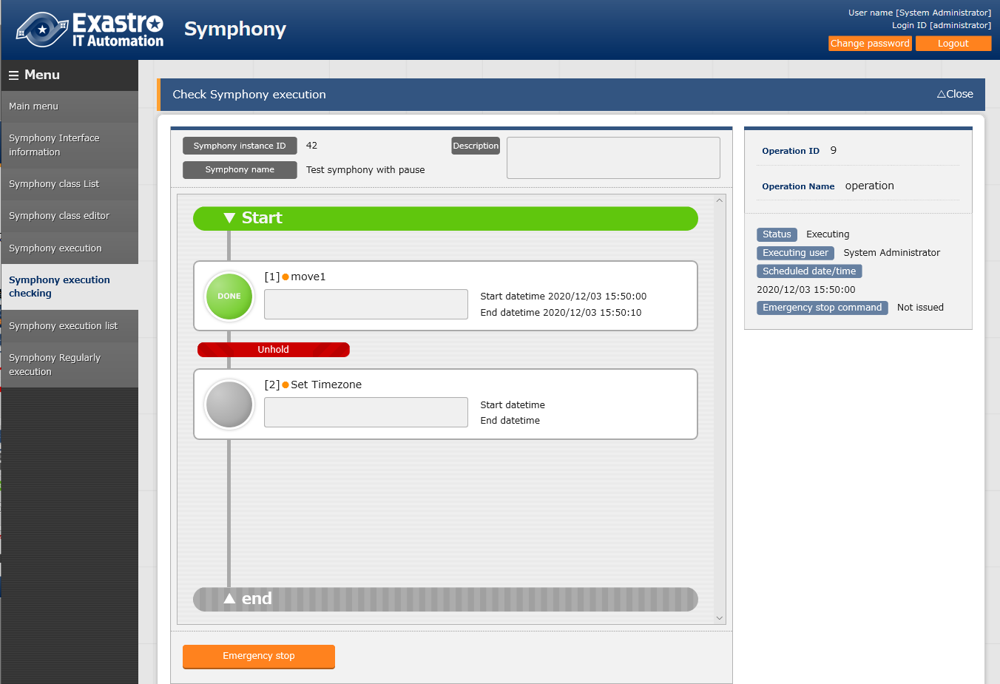 Exastro
IT Automation
Symphony
User name [System Administrator]
Login ID [administrator]
Change password
Logout
Menu
Main menu
Symphony Interface
information
Symphony class List
Symphony class editor
Symphony execution
Symphony execution
checking
Symphony execution list
Symphony Regularly
execution
Check Symphony execution
△Close
Symphony instance ID 42
Description
Symphony name Test symphony with pause
▼ Start
[1] move1
DONE
Start datetime 2020/12/03 15:50:00
End datetime 2020/12/03 15:50:10
Unhold
[2] Set Timezone
Start datetime
End datetime
▲ end
Emergency stop
Operation ID 9
Operation Name operation
Status Executing
Executing user System Administrator
Scheduled date/time
2020/12/03 15:50:00
Emergency stop command Not issued